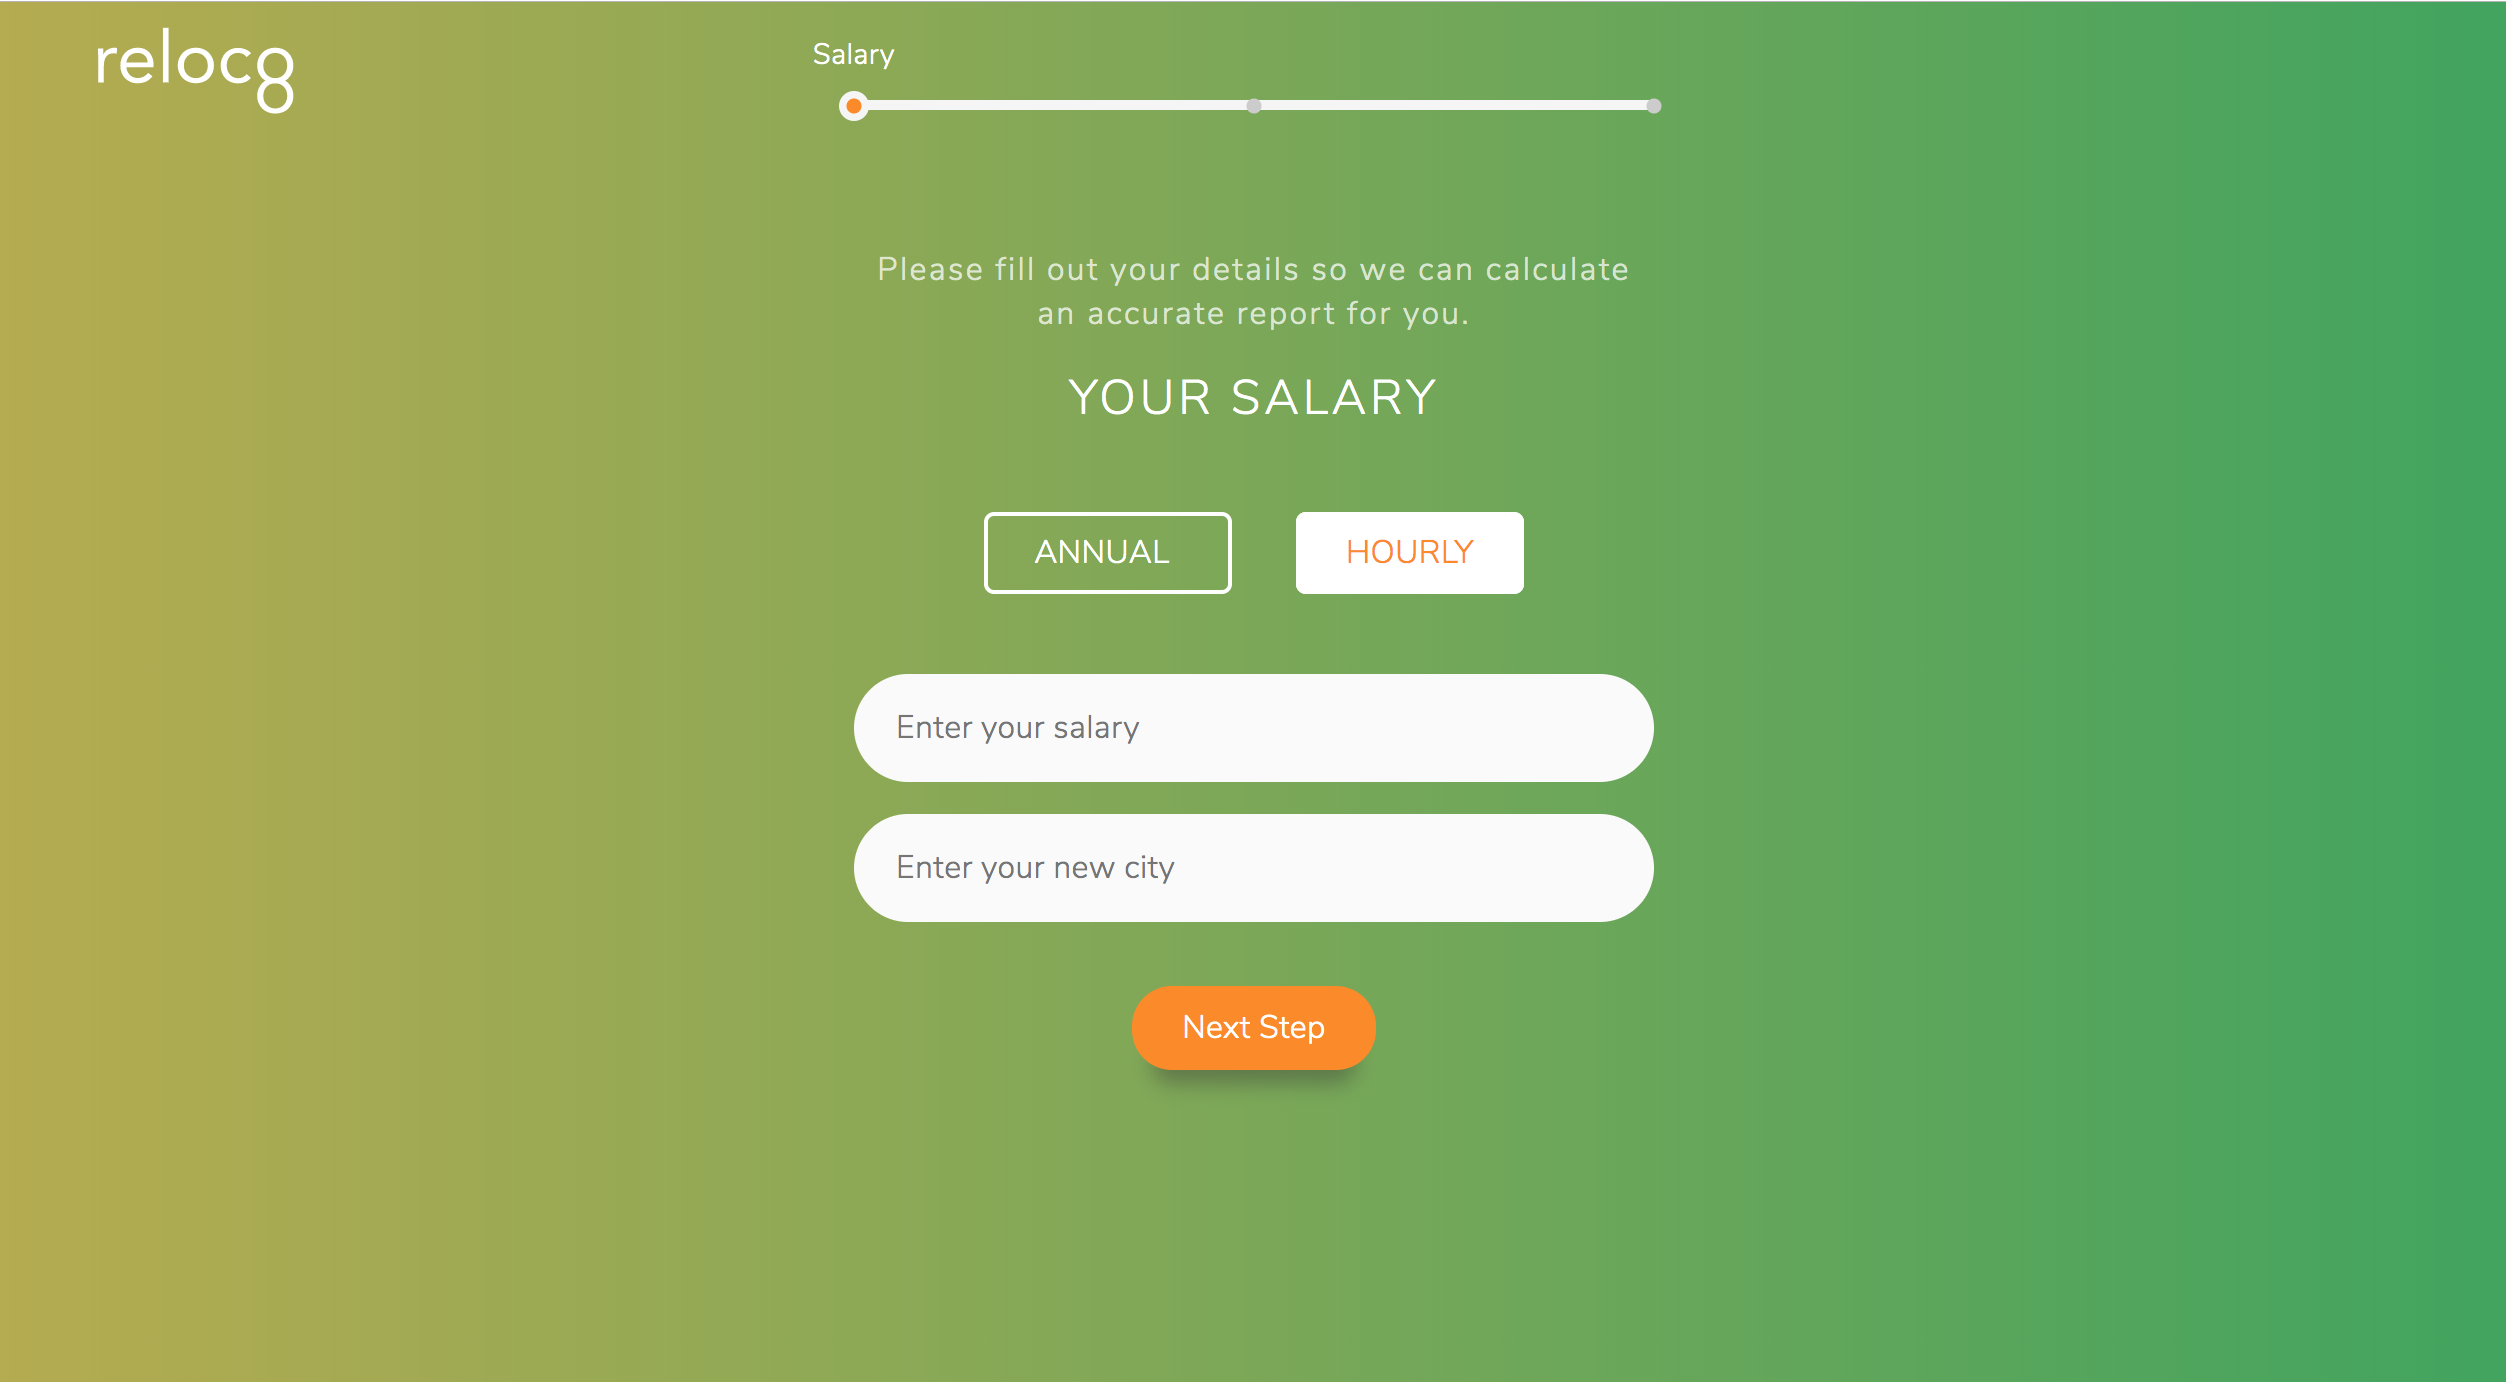 reloc8
Salary
Please fill out your details so we can calculate
an accurate report for you.
YOUR SALARY
ANNUAL
HOURLY
Enter your salary
Enter your new city
Next Step